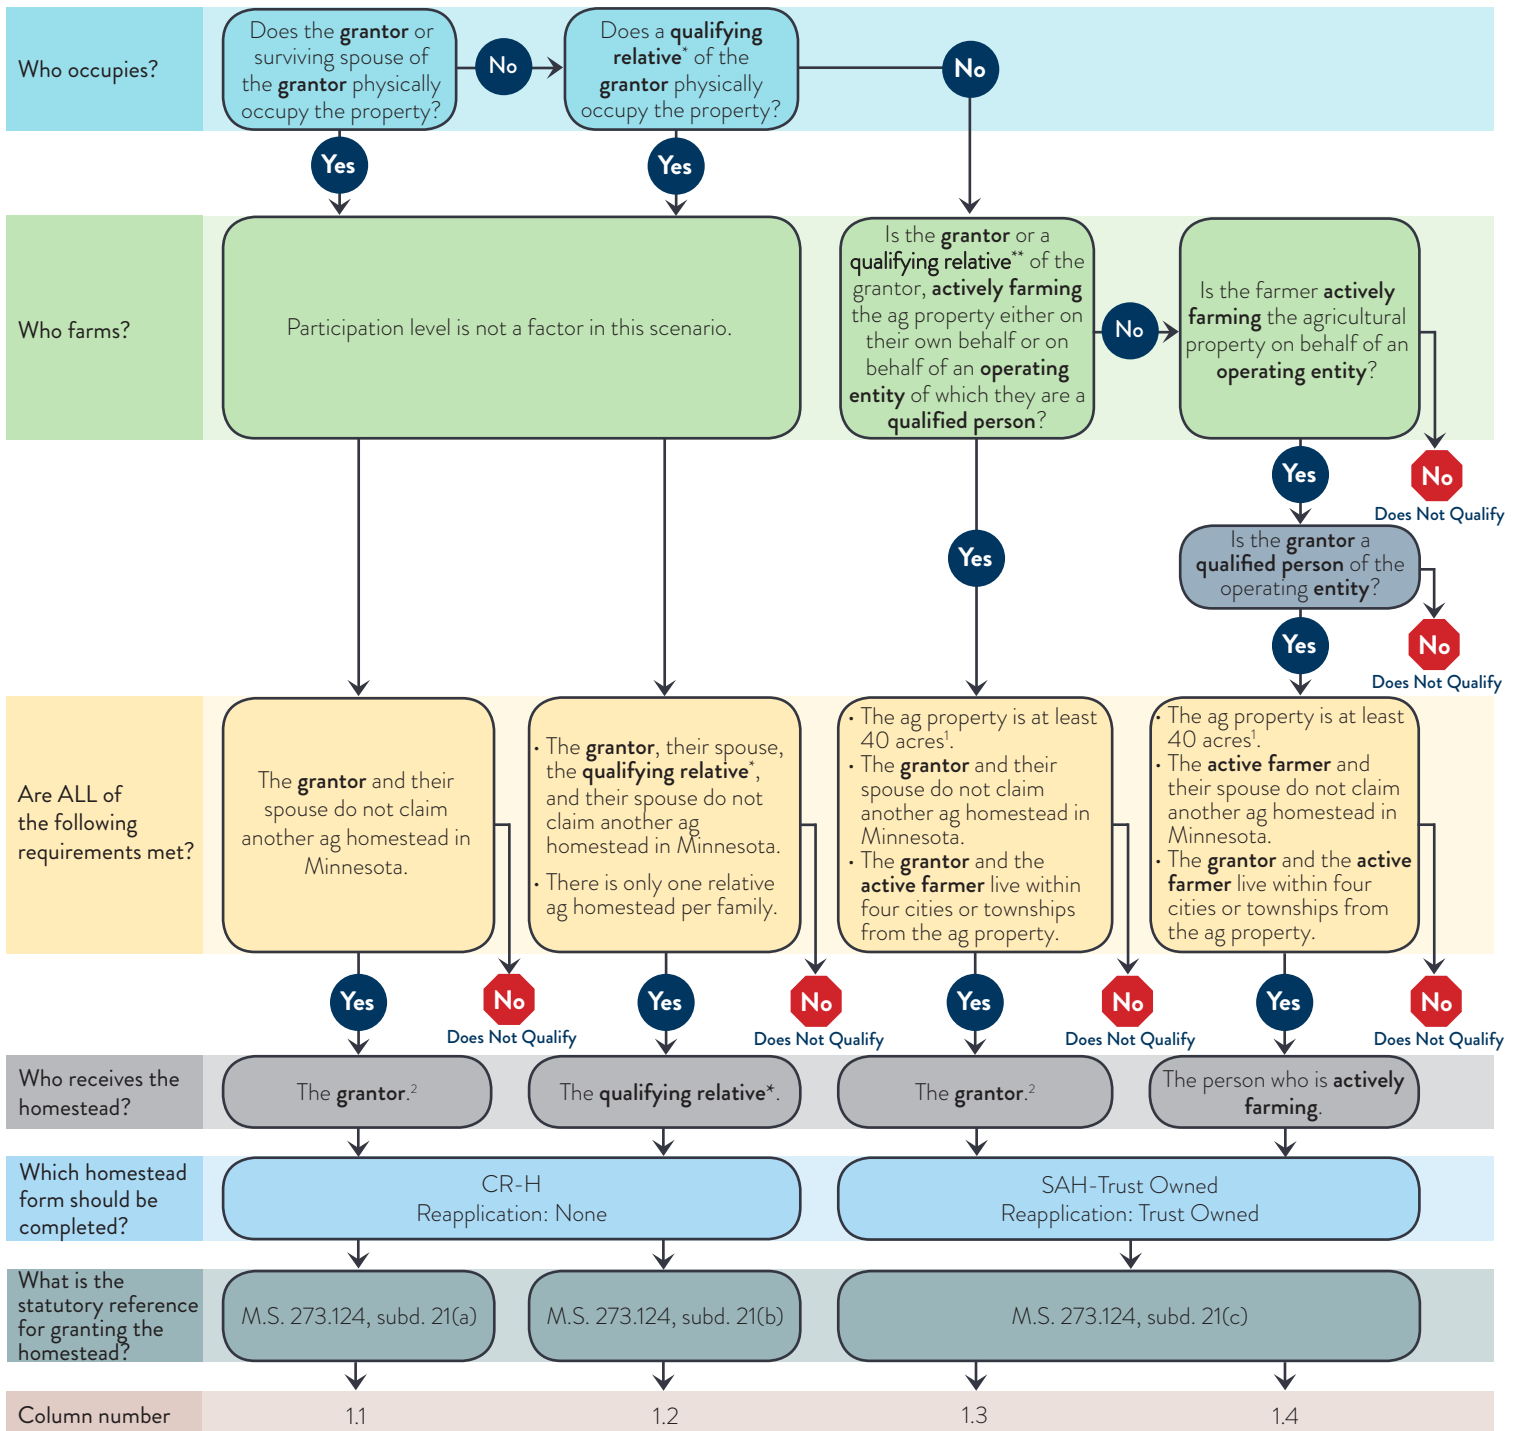 Who occupies?
Does the grantor or
surviving spouse of
the grantor physically
occupy the property?
No
Does a qualifying
relative* of the
grantor physically
occupy the property?
No
Yes
Yes
Who farms?
Participation level is not a factor in this scenario.
Is the grantor or a
qualifying relative** of the
grantor, actively farming
the ag property either on
their own behalf or on
behalf of an operating
entity of which they are a
qualified person?
No
Is the farmer actively
farming the agricultural
property on behalf of an
operating entity?
Yes
No
Does Not Qualify
Yes
Is the grantor a
qualified person of the
operating entity?
Yes
No
Does Not Qualify
Are ALL of
the following
requirements met?
The grantor and their
spouse do not claim
another ag homestead in
Minnesota.
• The grantor, their spouse,
the qualifying relative*,
and their spouse do not
claim another ag
homestead in Minnesota.
• There is only one relative
ag homestead per family.
• The ag property is at least
40 acres¹.
• The grantor and their
spouse do not claim
another ag homestead in
Minnesota.
• The grantor and the
active farmer live within
four cities or townships
from the ag property.
• The ag property is at least
40 acres¹.
• The active farmer and
their spouse do not claim
another ag homestead in
Minnesota.
• The grantor and the active
farmer live within four
cities or townships from
the ag property.
Yes
No
Does Not Qualify
Yes
No
Does Not Qualify
Yes
No
Does Not Qualify
Yes
No
Does Not Qualify
Who receives the
homestead?
The grantor.²
The qualifying relative*.
The grantor.²
The person who is actively
farming.
Which homestead
form should be
completed?
CR-H
Reapplication: None
SAH-Trust Owned
Reapplication: Trust Owned
What is the
statutory reference
for granting the
homestead?
M.S. 273.124, subd. 21(a)
M.S. 273.124, subd. 21(b)
M.S. 273.124, subd. 21(c)
Column number
1.1
1.2
1.3
1.4